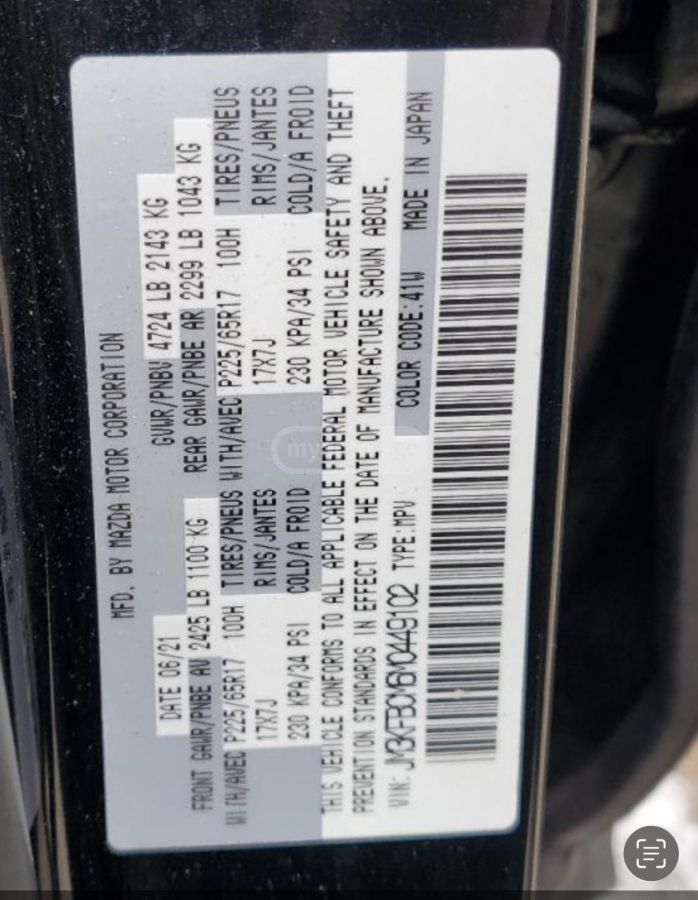 MFD. BY MAZDA MOTOR CORPORATION
DATE 06/21 GVWR/PNBV 4724 LB 2143 KG
FRONT GAWR/PNBE AV 2425 LB 1100 KG REAR GAWR/PNBE AR 2299 LB 1043 KG
WITH/AVEC P225/65R17 100H TIRES/PNEUS WITH/AVEC P225/65R17 100H TIRES/PNEUS
17X7J RIMS/JANTES 17X7J RIMS/JANTES
230 KPA/34 PSI COLD/A FROID 230 KPA/34 PSI COLD/A FROID
THIS VEHICLE CONFORMS TO ALL APPLICABLE FEDERAL MOTOR VEHICLE SAFETY AND THEFT
PREVENTION STANDARDS IN EFFECT ON THE DATE OF MANUFACTURE SHOWN ABOVE.
VIN: JM3KFBCM6M0449102 TYPE:MPV COLOR CODE:41W MADE IN JAPAN